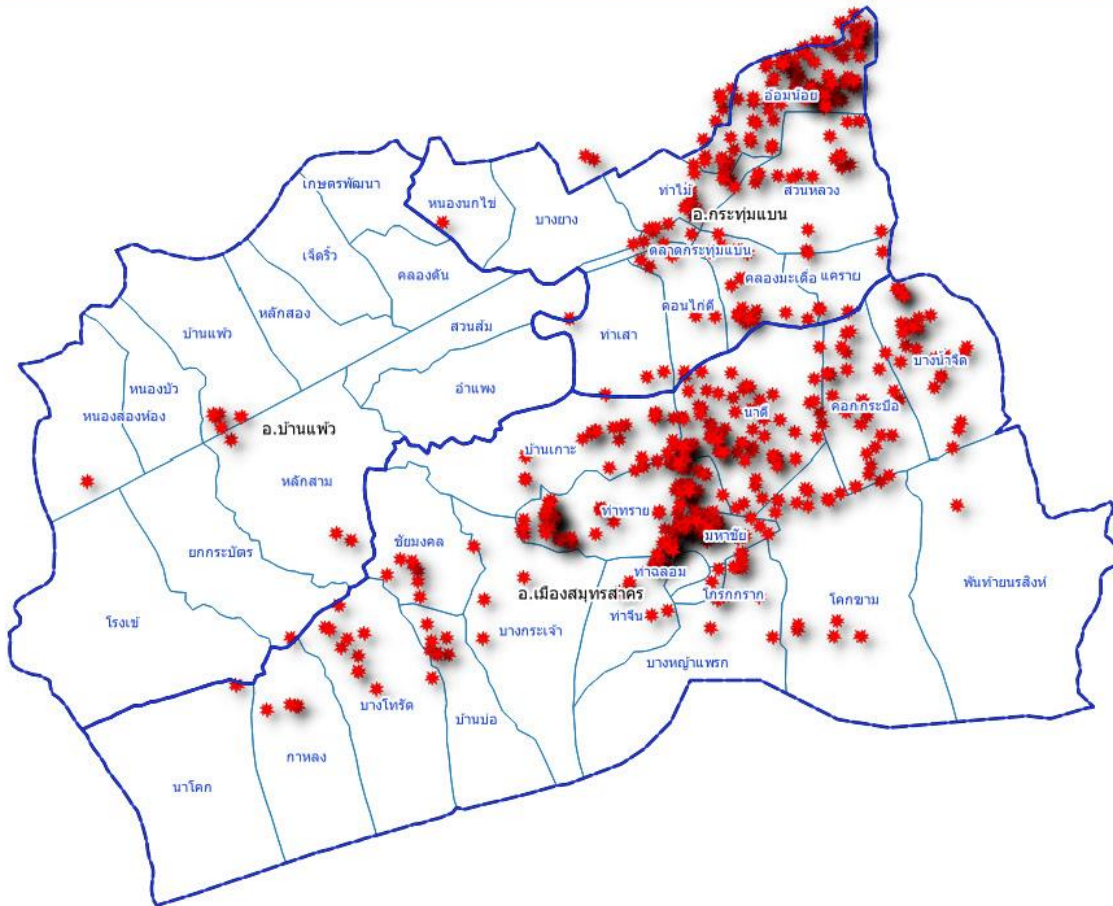 อ้อมน้อย
เกษตรพัฒนา
ท่าไม้
สวนหลวง
หนองนกไข่
บางยาง
อ.กระทุ่มแบน
เจ็ดริ้ว
ตลาดกระทุ่มแบน
คลองตัน
คลองมะเดื่อ
แคราย
ดอนไก่ดี
หลักสอง
สวนส้ม
บ้านแพ้ว
ท่าเสา
บางน้ำจืด
หนองบัว
อำแพง
คอกกระบือ
หนองสองห้อง
นาดี
อ.บ้านแพ้ว
บ้านเกาะ
หลักสาม
ท่าทราย
มหาชัย
ยกกระบัตร
ชัยมงคล
ท่าฉลอม
พันท้ายนรสิงห์
อ.เมืองสมุทรสาคร
โกรกกราก
โคกขาม
โรงเข้
ท่าจีน
บางกระเจ้า
บางหญ้าแพรก
บางโทรัด
บ้านบ่อ
กาหลง
นาโคก